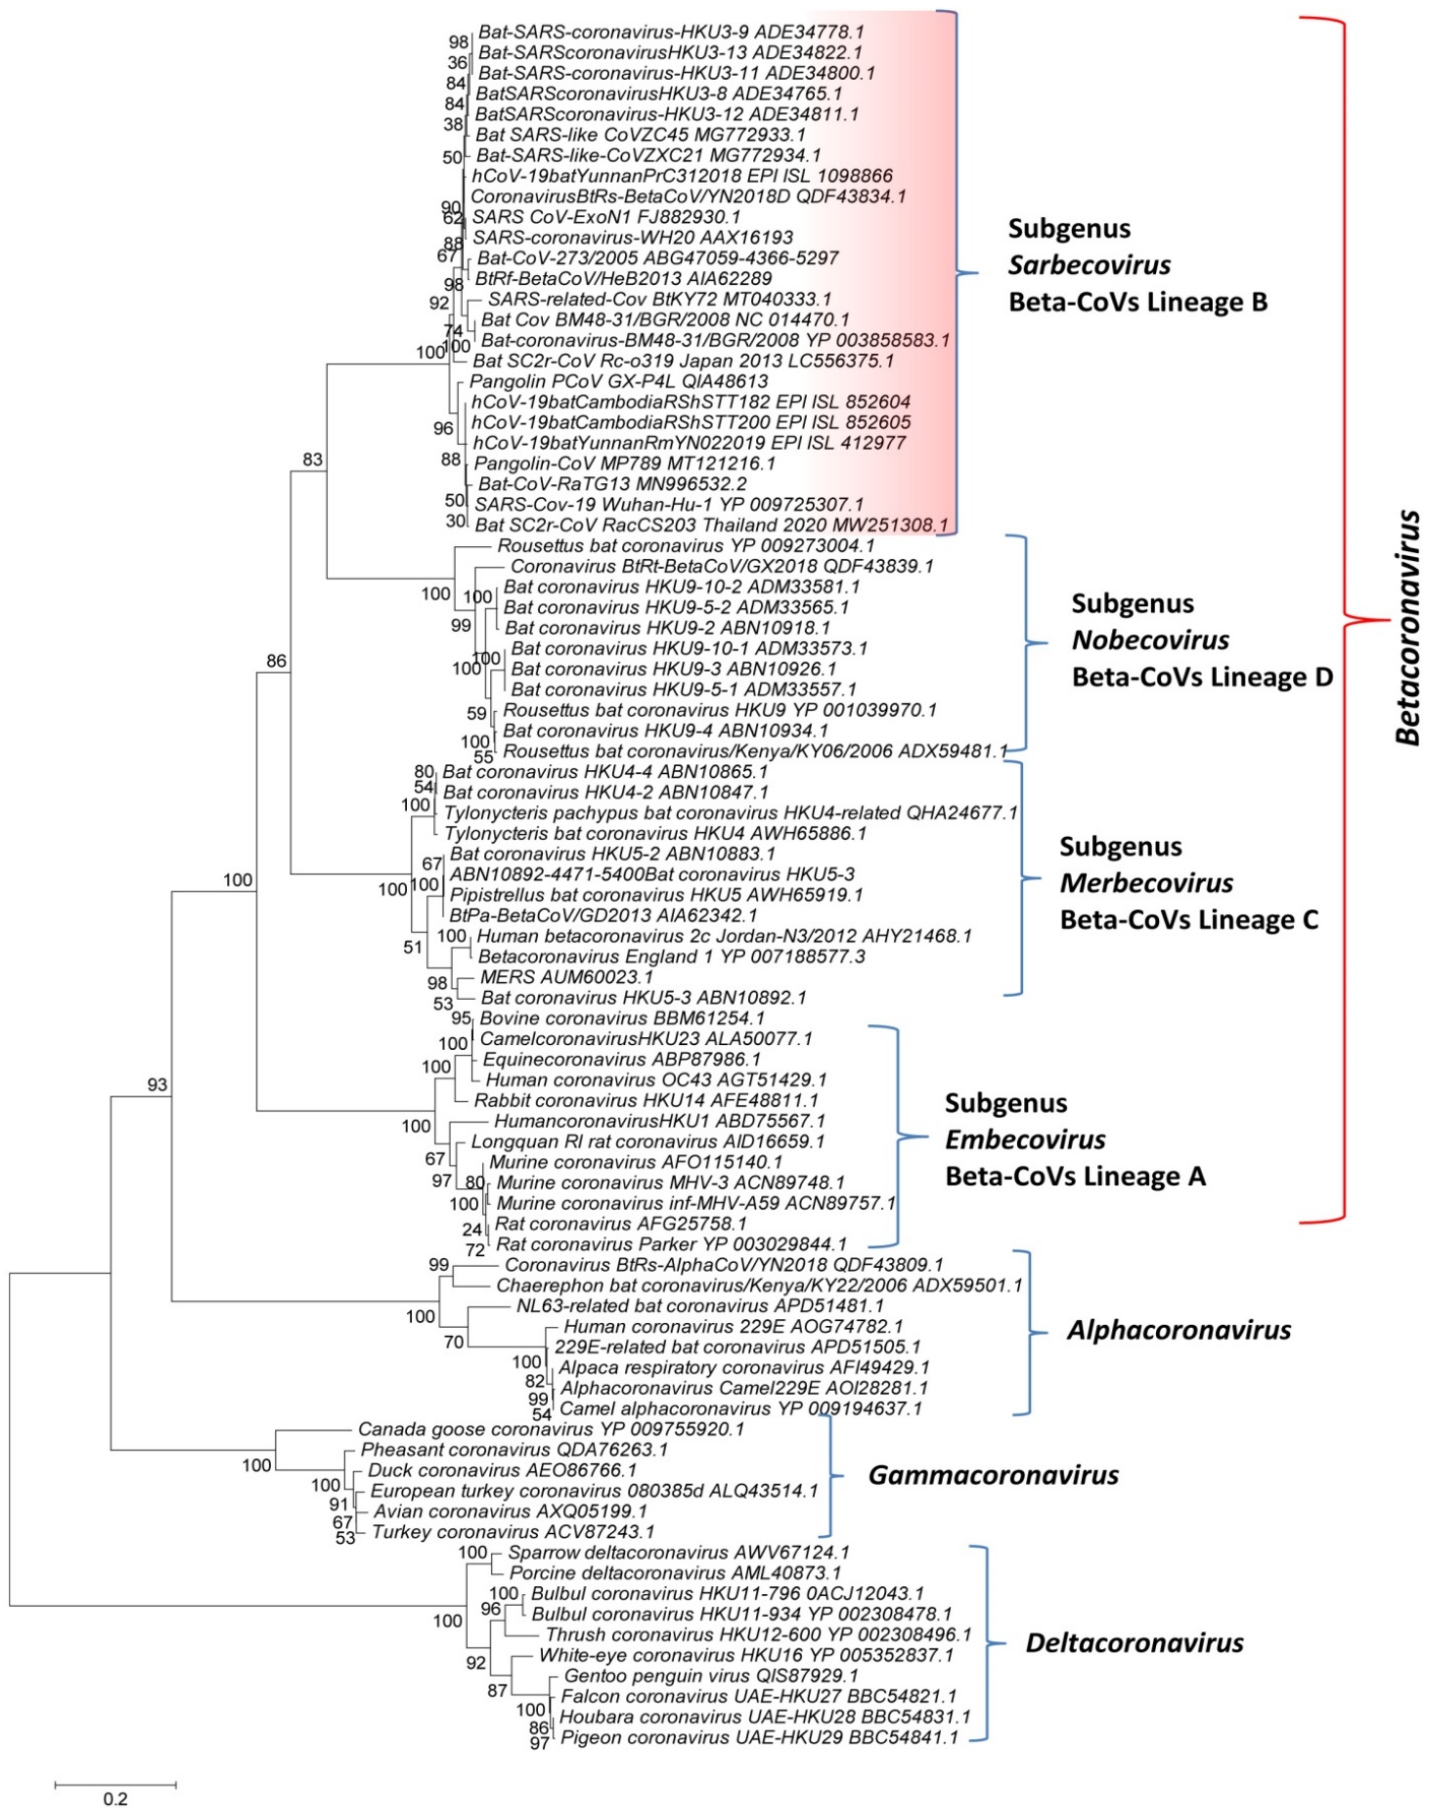 Bat-SARS-coronavirus-HKU3-9 ADE34778.1
98
Bat-SARScoronavirusHKU3-13 ADE34822.1
36
Bat-SARS-coronavirus-HKU3-11 ADE34800.1
84
BatSARScoronavirusHKU3-8 ADE34765.1
84
BatSARScoronavirus-HKU3-12 ADE34811.1
38
Bat SARS-like CoVZC45 MG772933.1
50
Bat-SARS-like-CoVZXC21 MG772934.1
hCoV-19batYunnanPrC312018 EPI ISL 1098866
CoronavirusBtRs-BetaCoV/YN2018D QDF43834.1
90
62
SARS CoV-ExoN1 FJ882930.1
SARS-coronavirus-WH20 AAX16193
88
67
Bat-CoV-273/2005 ABG47059-4366-5297
BtRf-BetaCoV/HeB2013 AIA62289
98
92
SARS-related-Cov BtKY72 MT040333.1
Bat Cov BM48-31/BGR/2008 NC 014470.1
74
100
Bat-coronavirus-BM48-31/BGR/2008 YP 003858583.1
100
Bat SC2r-CoV Rc-o319 Japan 2013 LC556375.1
Pangolin PCoV GX-P4L QIA48613
hCoV-19batCambodiaRShSTT182 EPI ISL 852604
hCoV-19batCambodiaRShSTT200 EPI ISL 852605
96
hCoV-19batYunnanRmYN022019 EPI ISL 412977
88
Pangolin-CoV MP789 MT121216.1
Bat-CoV-RaTG13 MN996532.2
50
SARS-Cov-19 Wuhan-Hu-1 YP 009725307.1
30
Bat SC2r-CoV RacCS203 Thailand 2020 MW251308.1
Subgenus
Sarbecovirus
Beta-CoVs Lineage B
83
Rousettus bat coronavirus YP 009273004.1
Coronavirus BtRt-BetaCoV/GX2018 QDF43839.1
100
100
Bat coronavirus HKU9-10-2 ADM33581.1
Bat coronavirus HKU9-5-2 ADM33565.1
99
Bat coronavirus HKU9-2 ABN10918.1
Bat coronavirus HKU9-10-1 ADM33573.1
100
100
Bat coronavirus HKU9-3 ABN10926.1
Bat coronavirus HKU9-5-1 ADM33557.1
59
Rousettus bat coronavirus HKU9 YP 001039970.1
Bat coronavirus HKU9-4 ABN10934.1
100
55
Rousettus bat coronavirus/Kenya/KY06/2006 ADX59481.1
Subgenus
Nobecovirus
Beta-CoVs Lineage D
Betacoronavirus
86
80
Bat coronavirus HKU4-4 ABN10865.1
54
Bat coronavirus HKU4-2 ABN10847.1
100
Tylonycteris pachypus bat coronavirus HKU4-related QHA24677.1
Tylonycteris bat coronavirus HKU4 AWH65886.1
Bat coronavirus HKU5-2 ABN10883.1
67
ABN10892-4471-5400Bat coronavirus HKU5-3
100
100
Pipistrellus bat coronavirus HKU5 AWH65919.1
BtPa-BetaCoV/GD2013 AIA62342.1
100
Human betacoronavirus 2c Jordan-N3/2012 AHY21468.1
51
Betacoronavirus England 1 YP 007188577.3
MERS AUM60023.1
98
53
Bat coronavirus HKU5-3 ABN10892.1
Subgenus
Merbecovirus
Beta-CoVs Lineage C
100
95
Bovine coronavirus BBM61254.1
100
CamelcoronavirusHKU23 ALA50077.1
100
Equinecoronavirus ABP87986.1
Human coronavirus OC43 AGT51429.1
Rabbit coronavirus HKU14 AFE48811.1
100
HumancoronavirusHKU1 ABD75567.1
Longquan Rl rat coronavirus AID16659.1
67
Murine coronavirus AFO115140.1
97
80
Murine coronavirus MHV-3 ACN89748.1
100
Murine coronavirus inf-MHV-A59 ACN89757.1
24
Rat coronavirus AFG25758.1
72
Rat coronavirus Parker YP 003029844.1
Subgenus
Embecovirus
Beta-CoVs Lineage A
93
99
Coronavirus BtRs-AlphaCoV/YN2018 QDF43809.1
Chaerephon bat coronavirus/Kenya/KY22/2006 ADX59501.1
100
NL63-related bat coronavirus APD51481.1
Human coronavirus 229E AOG74782.1
70
229E-related bat coronavirus APD51505.1
100
Alpaca respiratory coronavirus AFI49429.1
82
Alphacoronavirus Camel229E AOI28281.1
99
54
Camel alphacoronavirus YP 009194637.1
Alphacoronavirus
Canada goose coronavirus YP 009755920.1
Pheasant coronavirus QDA76263.1
100
Duck coronavirus AEO86766.1
100
European turkey coronavirus 080385d ALQ43514.1
91
Avian coronavirus AXQ05199.1
67
53
Turkey coronavirus ACV87243.1
Gammacoronavirus
100
Sparrow deltacoronavirus AWV67124.1
Porcine deltacoronavirus AML40873.1
100
Bulbul coronavirus HKU11-796 0ACJ12043.1
96
Bulbul coronavirus HKU11-934 YP 002308478.1
100
Thrush coronavirus HKU12-600 YP 002308496.1
White-eye coronavirus HKU16 YP 005352837.1
92
Gentoo penguin virus QIS87929.1
87
Falcon coronavirus UAE-HKU27 BBC54821.1
100
Houbara coronavirus UAE-HKU28 BBC54831.1
86
97
Pigeon coronavirus UAE-HKU29 BBC54841.1
Deltacoronavirus
0.2